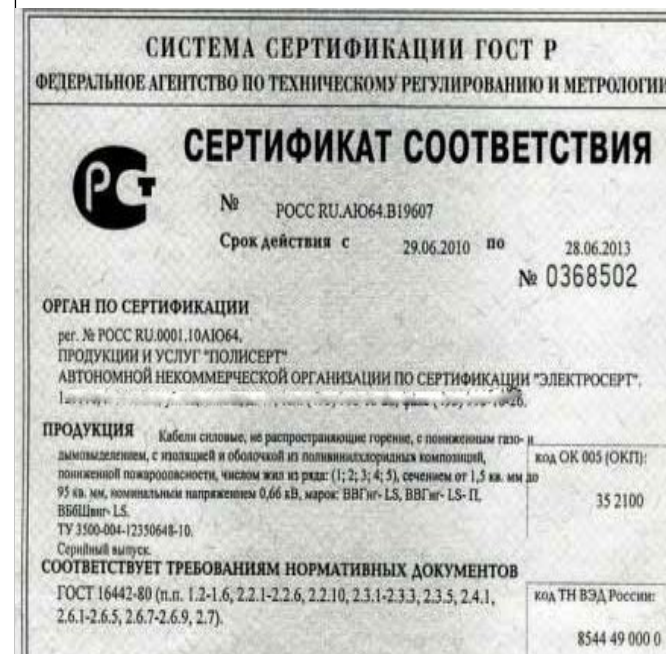 СИСТЕМА СЕРТИФИКАЦИИ ГОСТ Р
ФЕДЕРАЛЬНОЕ АГЕНТСТВО ПО ТЕХНИЧЕСКОМУ РЕГУЛИРОВАНИЮ И МЕТРОЛОГИИ
РСТ
СЕРТИФИКАТ СООТВЕТСТВИЯ
№ РОСС RU.АЮ64.В19607
Срок действия с 29.06.2010 по 28.06.2013
№ 0368502
ОРГАН ПО СЕРТИФИКАЦИИ
рег. № РОСС RU.0001.10АЮ64,
ПРОДУКЦИИ И УСЛУГ "ПОЛИСЕРТ"
АВТОНОМНОЙ НЕКОММЕРЧЕСКОЙ ОРГАНИЗАЦИИ ПО СЕРТИФИКАЦИИ "ЭЛЕКТРОСЕРТ",
ПРОДУКЦИЯ Кабели силовые, не распространяющие горение, с пониженным газо- и
дымовыделением, с изоляцией и оболочкой из поливинилхлоридных композиций,
пониженной пожароопасности, числом жил из ряда: (1; 2; 3; 4; 5), сечением от 1,5 кв. мм до
95 кв. мм, номинальным напряжением 0,66 кВ, марок: ВВГнг- LS, ВВГнг- LS- П,
ВБбШвнг- LS.
ТУ 3500-004-12350648-10.
Серийный выпуск.
код ОК 005 (ОКП):
35 2100
СООТВЕТСТВУЕТ ТРЕБОВАНИЯМ НОРМАТИВНЫХ ДОКУМЕНТОВ
ГОСТ 16442-80 (п.п. 1.2-1.6, 2.2.1-2.2.6, 2.2.10, 2.3.1-2.3.3, 2.3.5, 2.4.1,
2.6.1-2.6.5, 2.6.7-2.6.9, 2.7).
код ТН ВЭД России:
8544 49 000 0